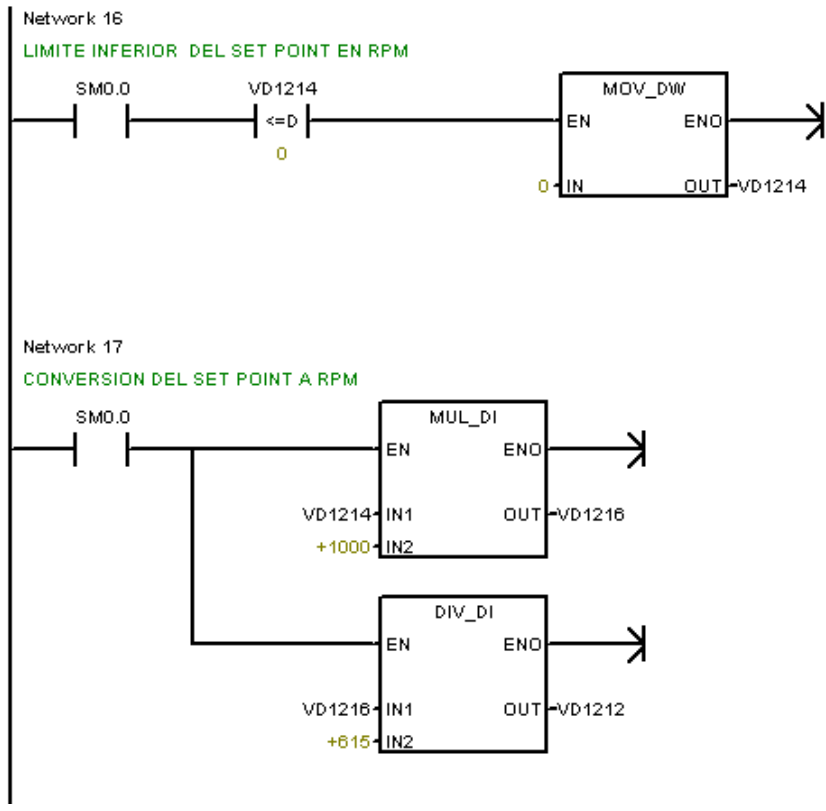 Network 16
LIMITE INFERIOR DEL SET POINT EN RPM
SM0.0 VD1214 MOV_DW
<=D EN ENO
0
0 IN OUT VD1214
Network 17
CONVERSION DEL SET POINT A RPM
SM0.0 MUL_DI
EN ENO
VD1214 IN1 OUT VD1216
+1000 IN2
DIV_DI
EN ENO
VD1216 IN1 OUT VD1212
+615 IN2